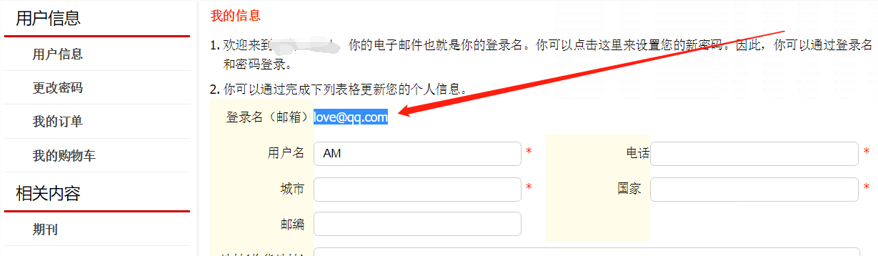 用户信息
用户信息
更改密码
我的订单
我的购物车
相关内容
期刊
我的信息
1. 欢迎来到 , 你的电子邮件也就是你的登录名。你可以点击这里来设置您的新密码。因此，你可以通过登录名
和密码登录。
2. 你可以通过完成下列表格更新您的个人信息。
登录名（邮箱）love@qq.com
用户名 AM * 电话 *
城市 * 国家 *
邮编